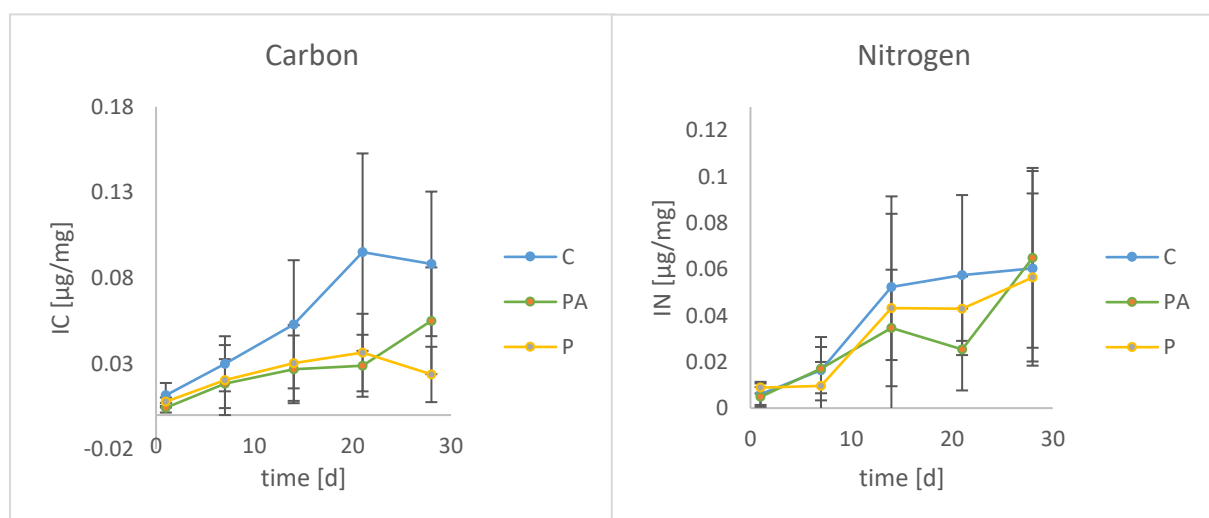 Carbon
0.18
0.13
0.08
0.03
-0.02
IC [µg/mg]
0 10 20 30
time [d]
C
PA
P
Nitrogen
0.12
0.1
0.08
0.06
0.04
0.02
0
IN [µg/mg]
0 10 20 30
time [d]
C
PA
P